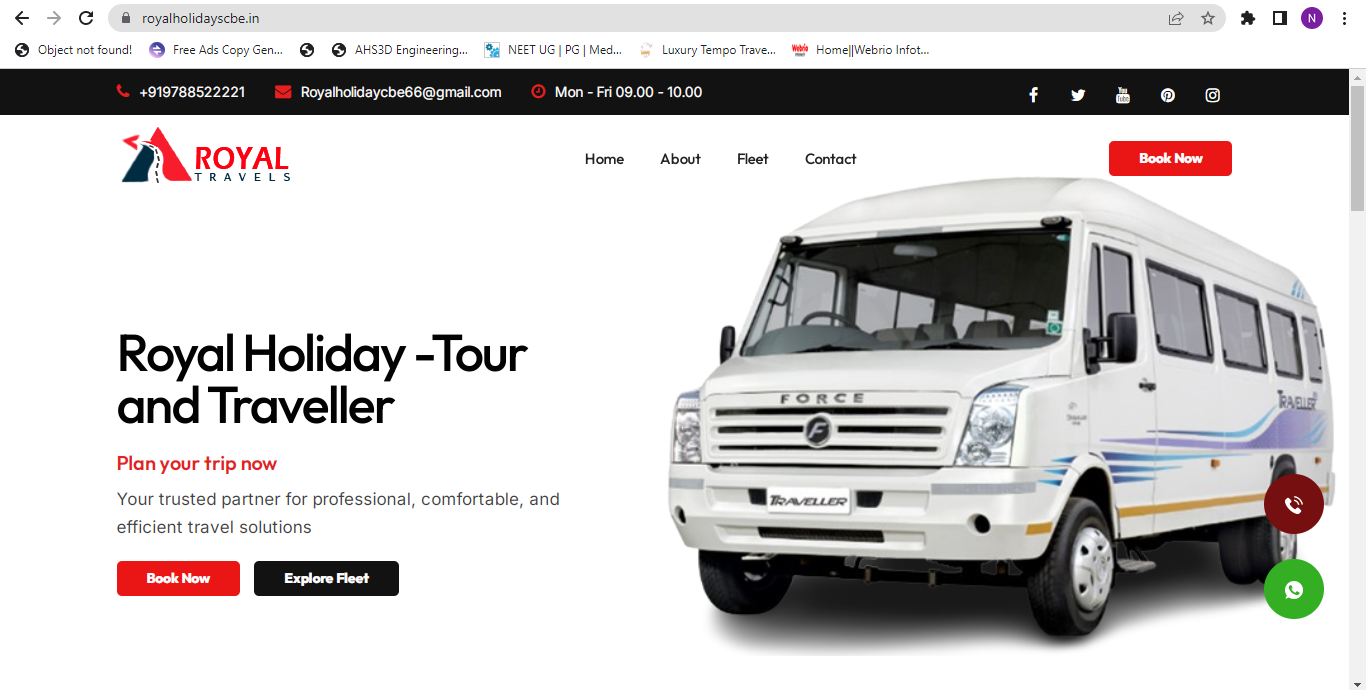 royalholidayscbe.in
N
Object not found!
Free Ads Copy Gen...
AHS3D Engineering...
NEET UG | PG | Med...
Luxury Tempo Trave...
Home||Webrio Infot...
+919788522221
Royalholidaycbe66@gmail.com
Mon - Fri 09.00 - 10.00
ROYAL
TRAVELS
Home
About
Fleet
Contact
Book Now
Royal Holiday -Tour
and Traveller
Plan your trip now
Your trusted partner for professional, comfortable, and
efficient travel solutions
Book Now
Explore Fleet
FORCE
F
TRAVELLER
TRAVELLER